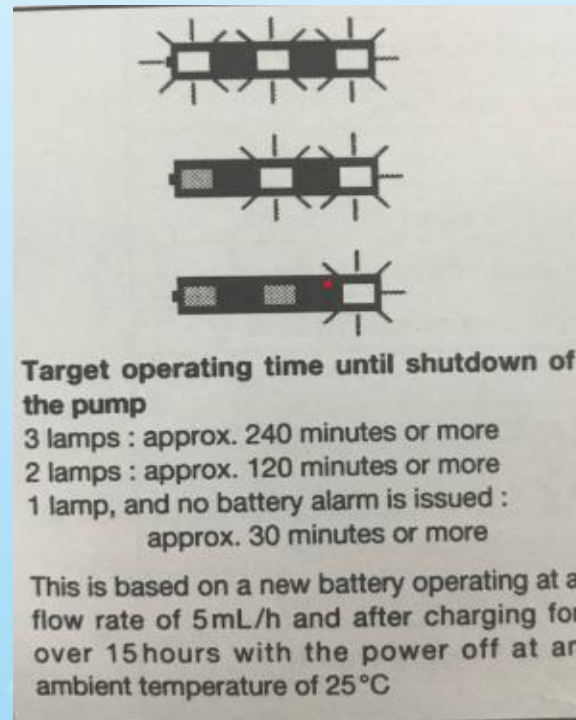 Target operating time until shutdown of
the pump
3 lamps : approx. 240 minutes or more
2 lamps : approx. 120 minutes or more
1 lamp, and no battery alarm is issued :
approx. 30 minutes or more
This is based on a new battery operating at a
flow rate of 5mL/h and after charging for
over 15hours with the power off at an
ambient temperature of 25°C